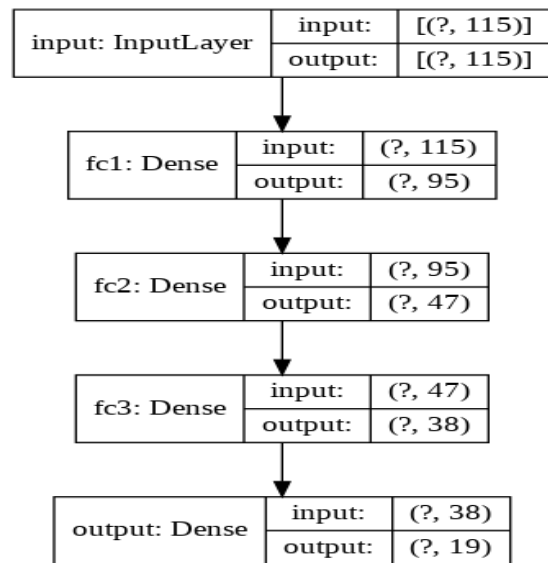 input: InputLayer
input:
[(?, 115)]
output:
[(?, 115)]
fc1: Dense
input:
(?, 115)
output:
(?, 95)
fc2: Dense
input:
(?, 95)
output:
(?, 47)
fc3: Dense
input:
(?, 47)
output:
(?, 38)
output: Dense
input:
(?, 38)
output:
(?, 19)